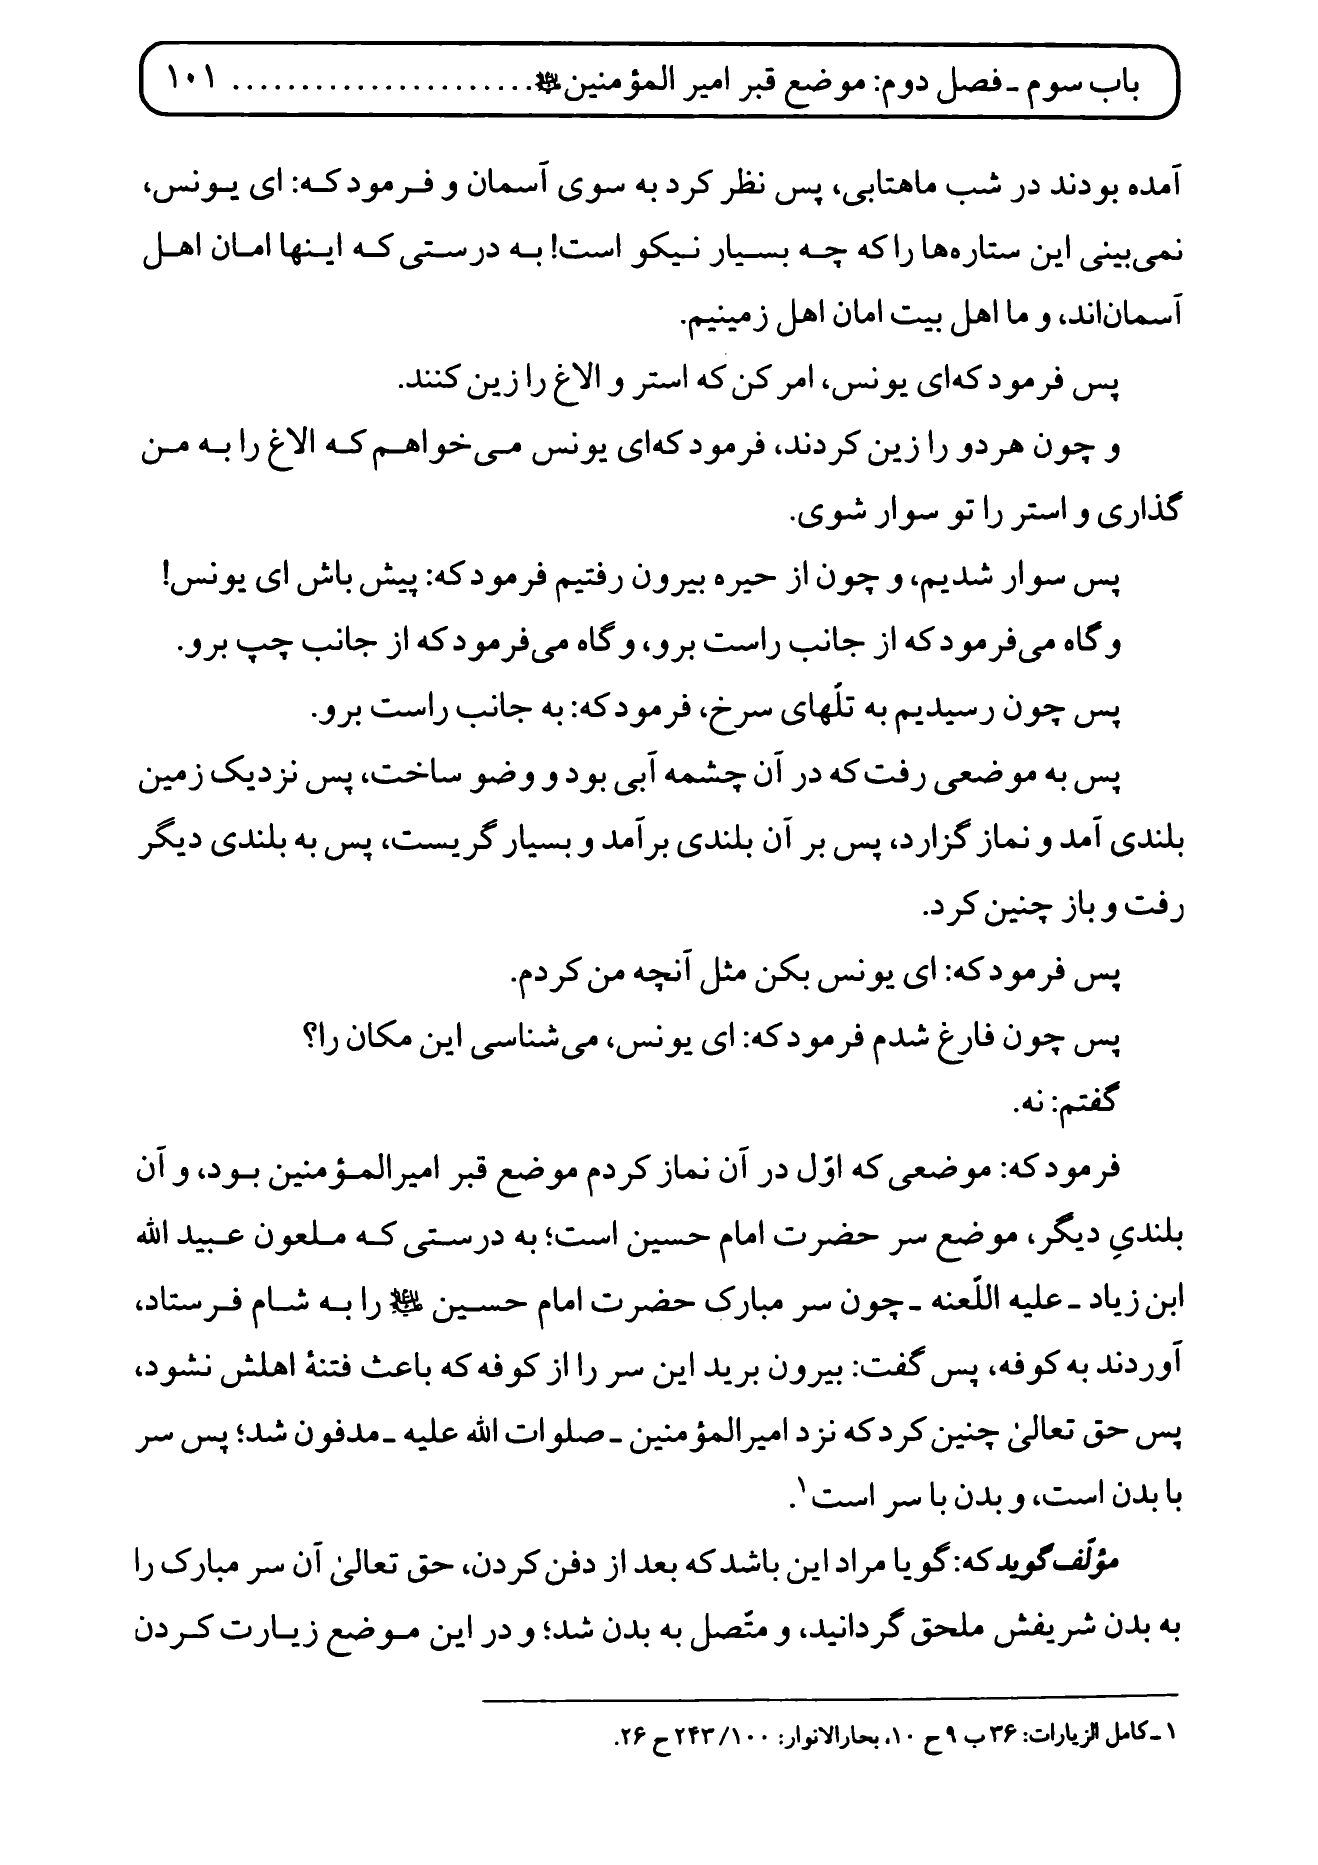 باب سوم ـ فصل دوم: موضع قبر امیر المؤمنین ﷷ ...................... ۱۰۱
آمده بودند در شب ماهتابی، پس نظر کرد به سوی آسمان و فرمود که: ای یونس،
نمی‌بینی این ستاره‌ها را که چه بسیار نیکو است! به درستی که اینها امان اهل
آسمان‌اند، و ما اهل بیت امان اهل زمینیم.
پس فرمود که‌ای یونس، امر کن که استر و الاغ را زین کنند.
و چون هر دو را زین کردند، فرمود که‌ای یونس می‌خواهم که الاغ را به من
گذاری و استر را تو سوار شوی.
پس سوار شدیم، و چون از حیره بیرون رفتیم فرمود که: پیش باش ای یونس!
و گاه می‌فرمود که از جانب راست برو، و گاه می‌فرمود که از جانب چپ برو.
پس چون رسیدیم به تلّهای سرخ، فرمود که: به جانب راست برو.
پس به موضعی رفت که در آن چشمه آبی بود و وضو ساخت، پس نزدیک زمین
بلندی آمد و نماز گزارد، پس بر آن بلندی برآمد و بسیار گریست، پس به بلندی دیگر
رفت و باز چنین کرد.
پس فرمود که: ای یونس بکن مثل آنچه من کردم.
پس چون فارغ شدم فرمود که: ای یونس، می‌شناسی این مکان را؟
گفتم: نه.
فرمود که: موضعی که اوّل در آن نماز کردم موضع قبر امیرالمؤمنین بود، و آن
بلندیِ دیگر، موضع سر حضرت امام حسین است؛ به درستی که ملعون عبید الله
ابن زیاد ـ علیه اللّعنه ـ چون سر مبارک حضرت امام حسین ﷷ را به شام فرستاد،
آوردند به کوفه، پس گفت: بیرون برید این سر را از کوفه که باعث فتنهٔ اهلش نشود،
پس حق تعالیٰ چنین کرد که نزد امیرالمؤمنین ـ صلوات الله علیه ـ مدفون شد؛ پس سر
با بدن است، و بدن با سر است۱.
مؤلّف گوید که: گویا مراد این باشد که بعد از دفن کردن، حق تعالیٰ آن سر مبارک را
به بدن شریفش ملحق گردانید، و متّصل به بدن شد؛ و در این موضع زیارت کردن
۱ ـ کامل الزیارات: ۳۶ ب ۹ ح ۱۰، بحارالانوار: ۱۰۰/ ۲۴۳ ح ۲۶.